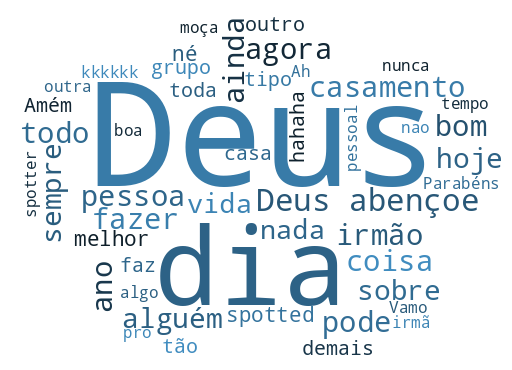 moça outro
né ainda agora
kkkkkk grupo tipo Ah nunca
outra toda casamento
Amém hahaha tempo
todo boa Deus nao bom
spotter casa pessoal hoje
sempre Parabéns
pessoa vida Deus abençoe
fazer
melhor dia nada irmão
ano faz coisa
algo sobre
alguém spotted pode Vamo
pro irmã
tão demais